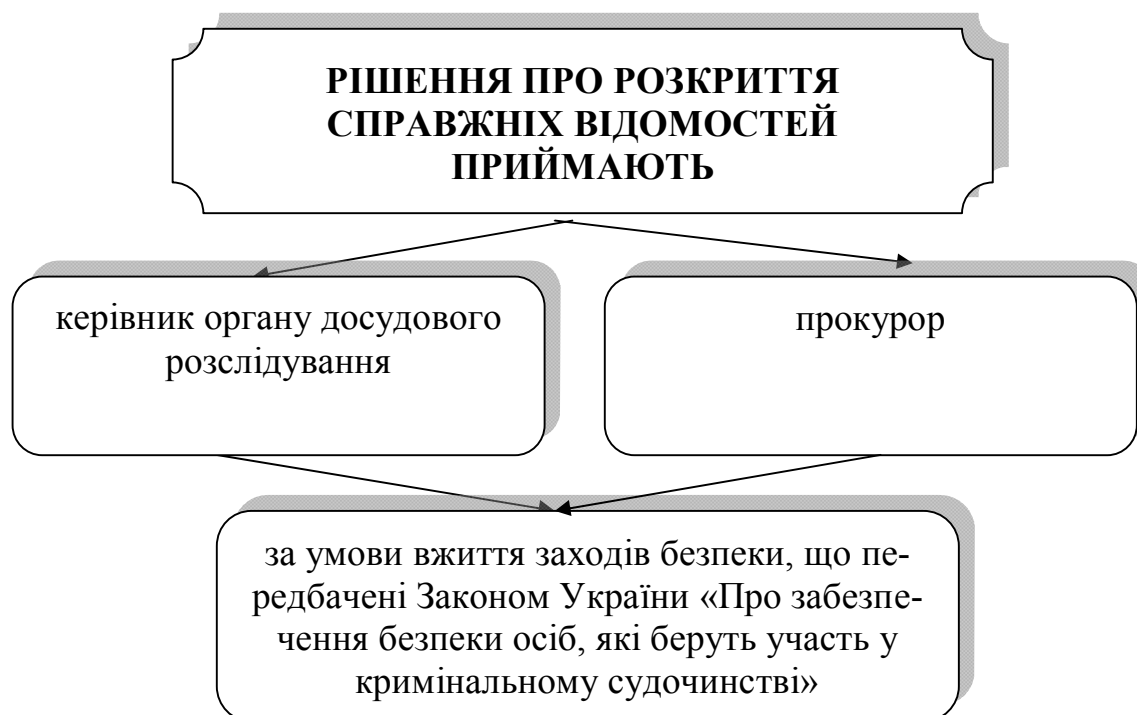 РІШЕННЯ ПРО РОЗКРИТТЯ
СПРАВЖНІХ ВІДОМОСТЕЙ
ПРИЙМАЮТЬ
керівник органу досудового
розслідування
прокурор
за умови вжиття заходів безпеки, що пе-
редбачені Законом України «Про забезпе-
чення безпеки осіб, які беруть участь у
кримінальному судочинстві»